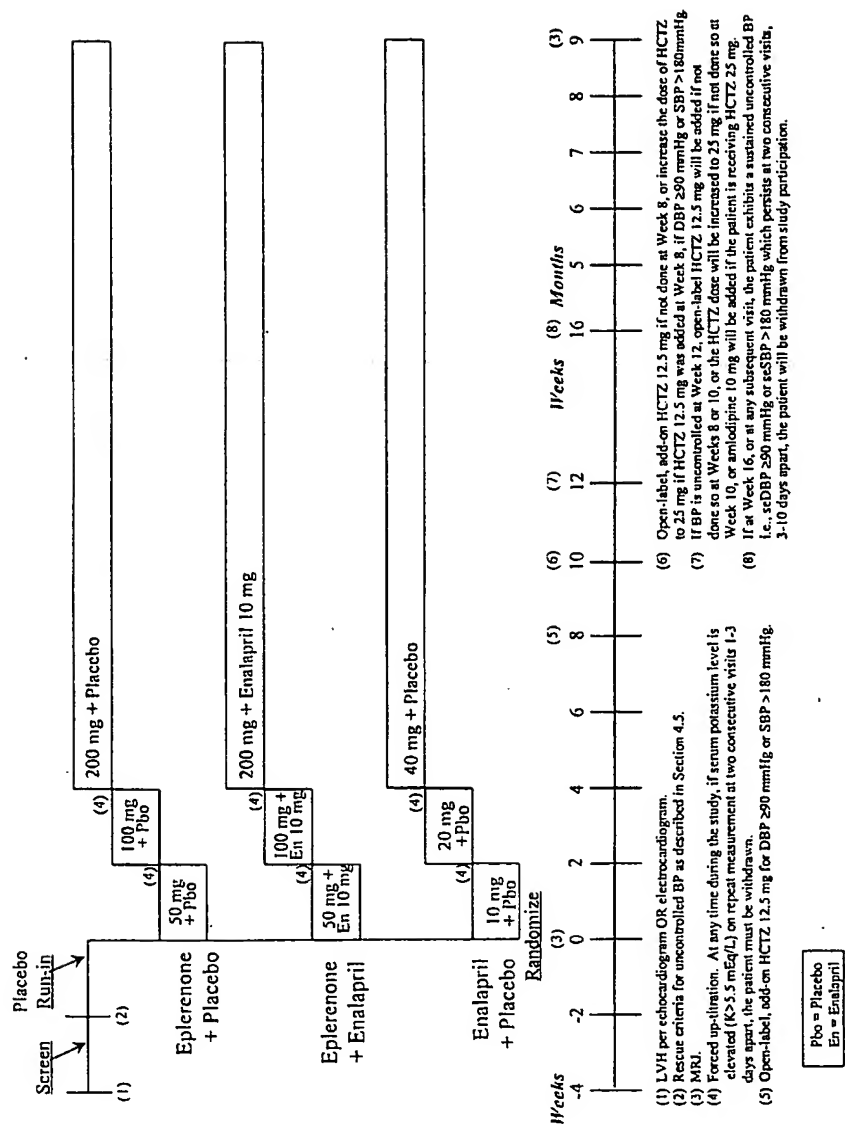 Placebo
Screen
Run-in
(1)
(2)
Eplerenone
+ Placebo
50 mg
+ Pbo
(4)
100 mg
+ Pbo
(4)
200 mg + Placebo
Eplerenone
+ Enalapril
50 mg +
En 10 mg
(4)
100 mg +
En 10 mg
(4)
200 mg + Enalapril 10 mg
Enalapril
+ Placebo
10 mg
+ Pbo
(4)
20 mg
+Pbo
(4)
40 mg + Placebo
Randomize
Weeks
(3)
(5)
(6)
(7)
Weeks
(8)
Months
(3)
-4
-2
0
2
4
6
8
10
12
16
5
6
7
8
9
(1) LVH per echocardiogram OR electrocardiogram.
(2) Rescue criteria for uncontrolled BP as described in Section 4.5.
(3) MRJ.
(4) Forced up-titration. At any time during the study, if serum potassium level is
elevated (K>5.5 mEq/L) on repeat measurement at two consecutive visits 1-3
days apart, the patient must be withdrawn.
(5) Open-label, add-on HCTZ 12.5 mg for DBP ≥90 mmHg or SBP >180 mmHg.
(6) Open-label, add-on HCTZ 12.5 mg if not done at Week 8, or increase the dose of HCTZ
to 25 mg if HCTZ 12.5 mg was added at Week 8, if DBP ≥90 mmHg or SBP >180mmHg.
(7) If BP is uncontrolled at Week 12, open-label HCTZ 12.5 mg will be added if not
done so at Weeks 8 or 10, or the HCTZ dose will be increased to 25 mg if not done so at
Week 10, or amlodipine 10 mg will be added if the patient is receiving HCTZ 25 mg.
(8) If at Week 16, or at any subsequent visit, the patient exhibits a sustained uncontrolled BP
i.e., seDBP ≥90 mmHg or seSBP >180 mmHg which persists at two consecutive visits,
3-10 days apart, the patient will be withdrawn from study participation.
Pbo = Placebo
En = Enalapril